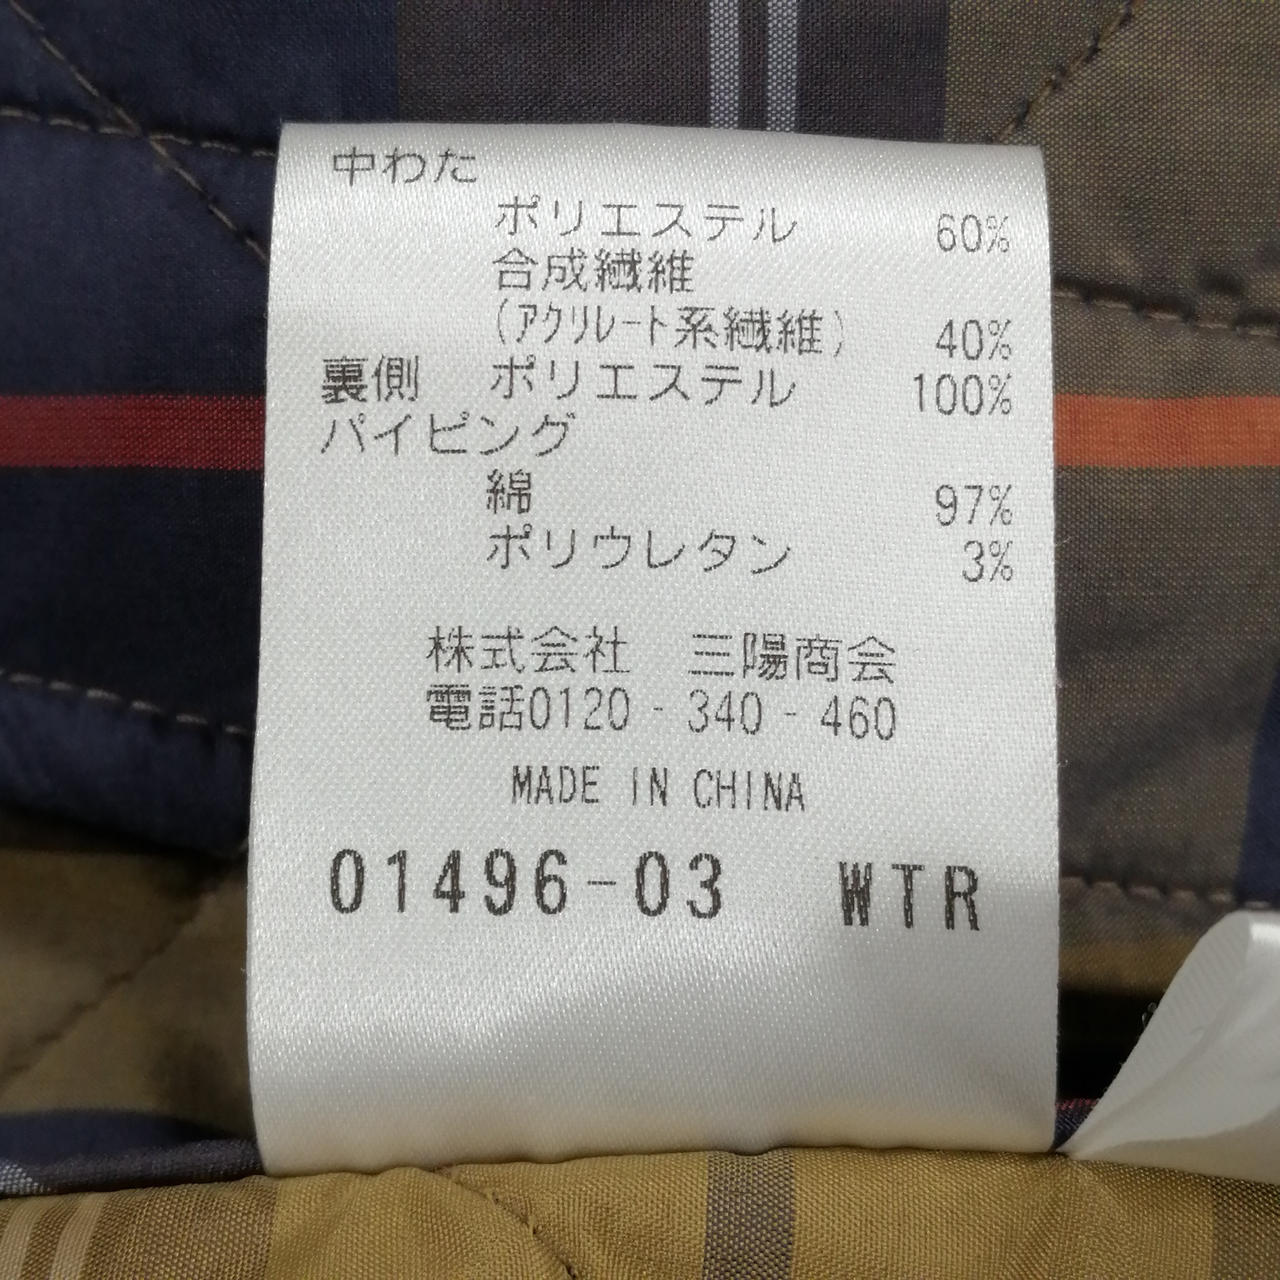 中わた
ポリエステル 60%
合成繊維
(アクリレート系繊維) 40%
裏側 ポリエステル 100%
パイピング
綿 97%
ポリウレタン 3%
株式会社 三陽商会
電話0120-340-460
MADE IN CHINA
01496-03 WTR